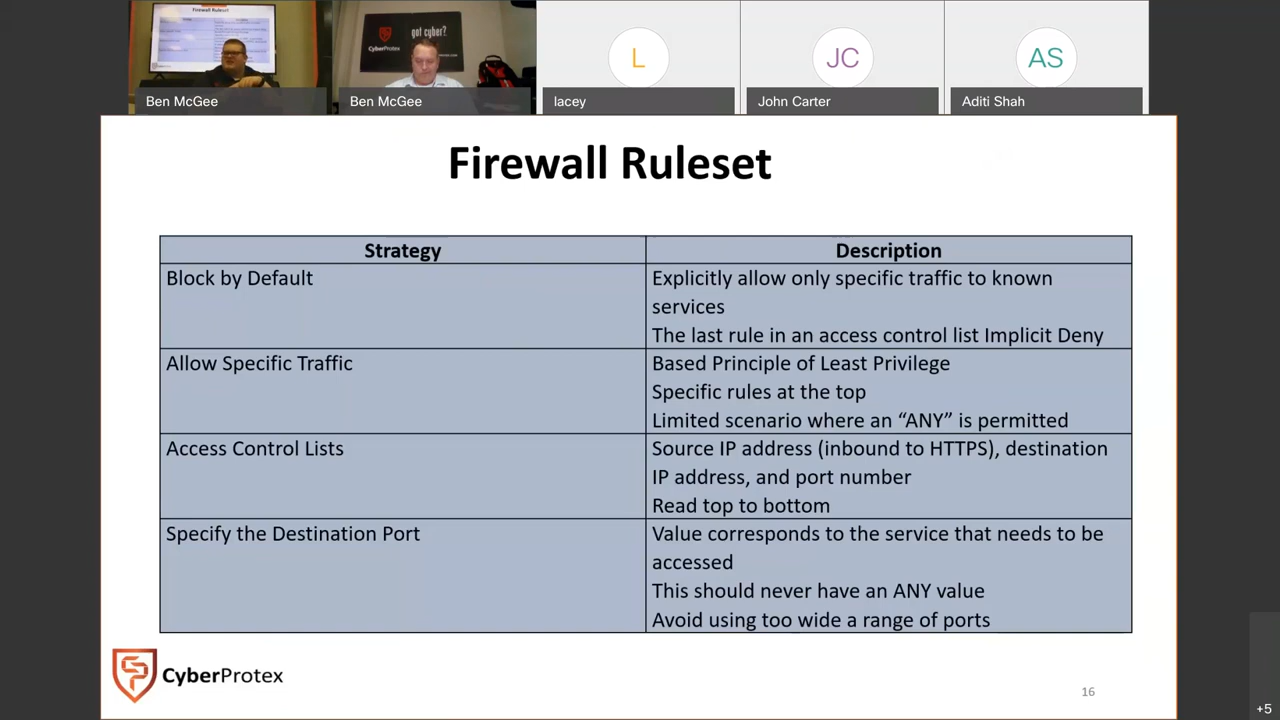 Firewall Ruleset
got cyber?
CyberProtex
Ben McGee
Ben McGee
lacey
John Carter
Aditi Shah
L
JC
AS
Firewall Ruleset
Strategy
Description
Block by Default
Explicitly allow only specific traffic to known
services
The last rule in an access control list Implicit Deny
Allow Specific Traffic
Based Principle of Least Privilege
Specific rules at the top
Limited scenario where an “ANY” is permitted
Access Control Lists
Source IP address (inbound to HTTPS), destination
IP address, and port number
Read top to bottom
Specify the Destination Port
Value corresponds to the service that needs to be
accessed
This should never have an ANY value
Avoid using too wide a range of ports
CyberProtex
16
+5